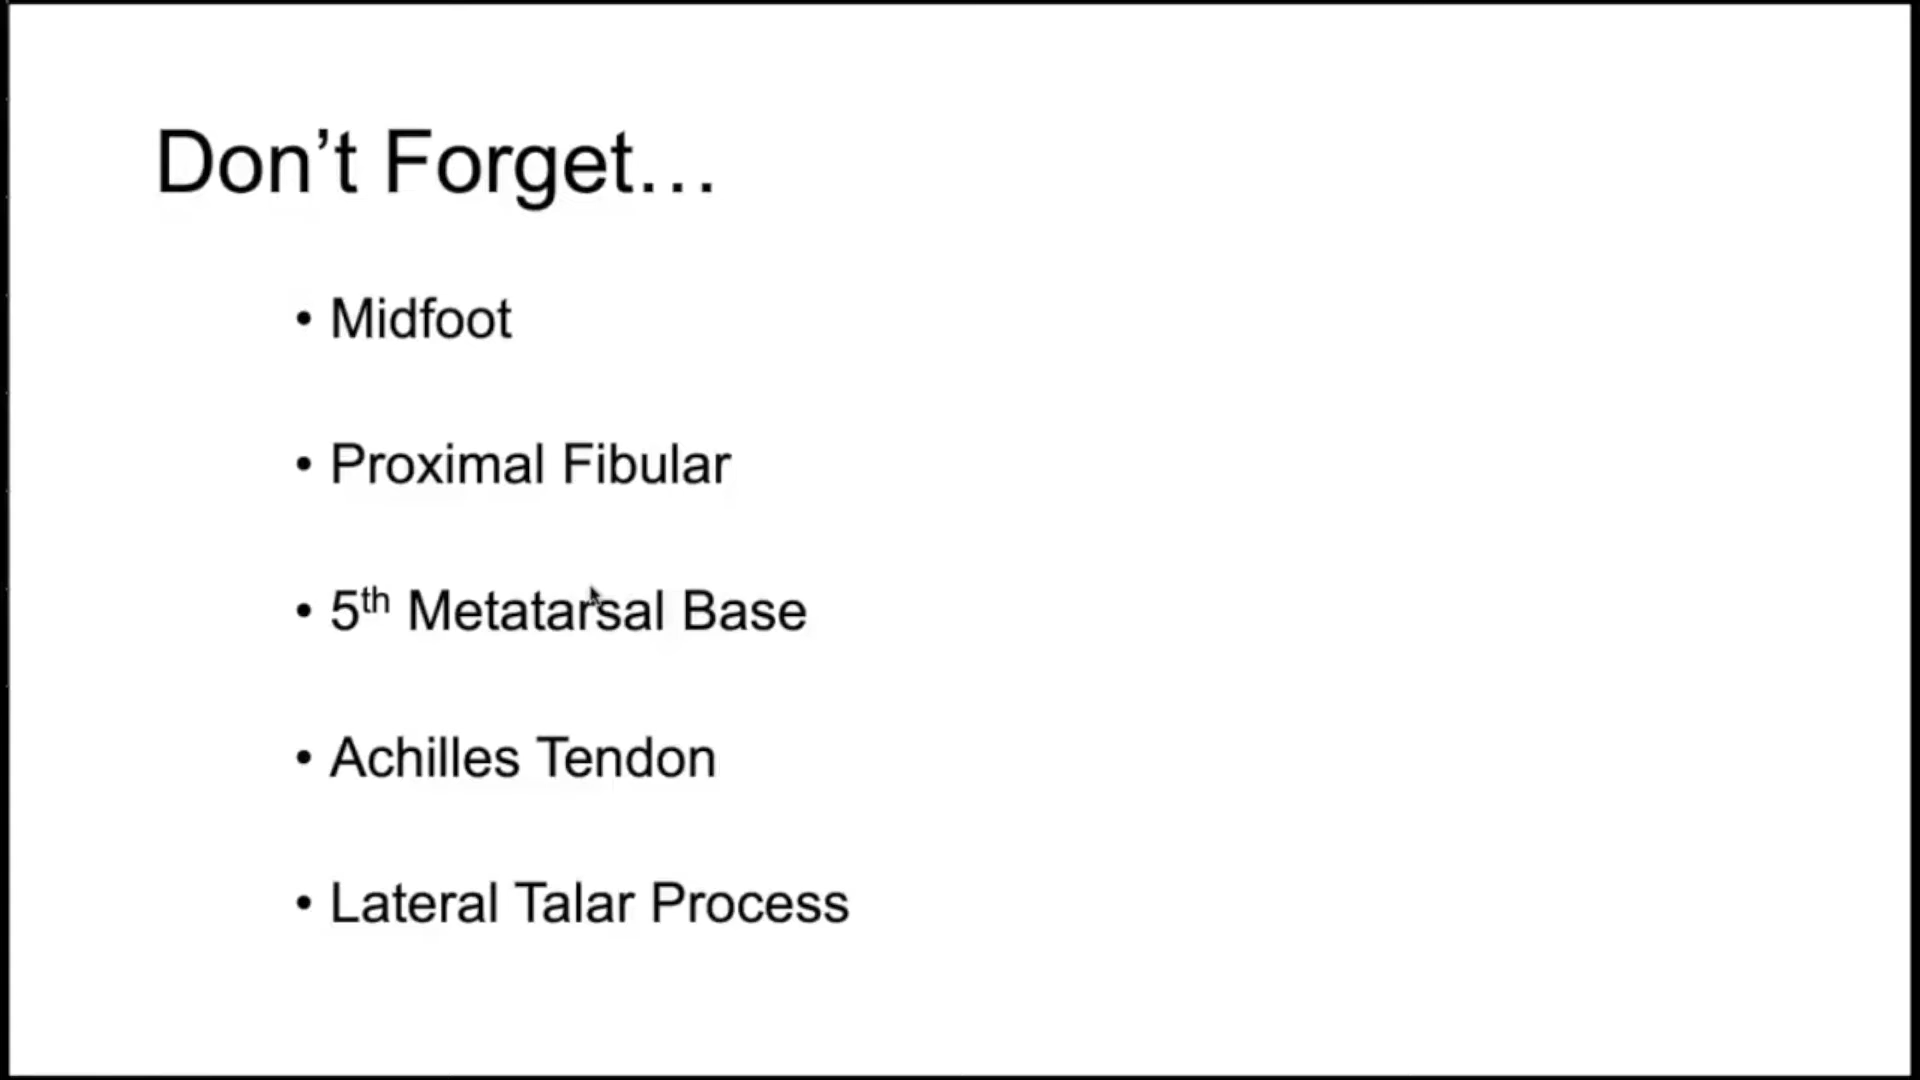 Don’t Forget…
• Midfoot
• Proximal Fibular
• 5th Metatarsal Base
• Achilles Tendon
• Lateral Talar Process